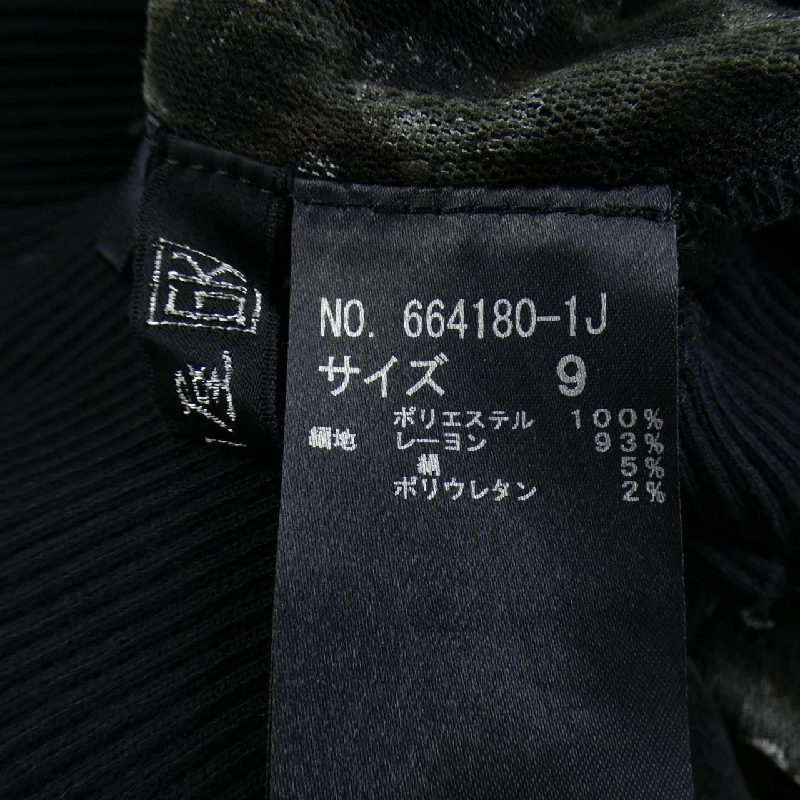 NO. 664180-1J
サイズ 9
ポリエステル 100%
編地 レーヨン 93%
絹 5%
ポリウレタン 2%